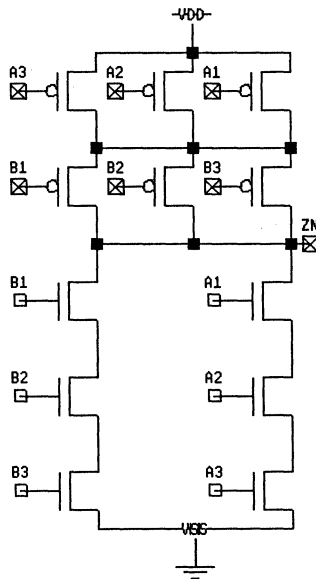 VDD
A3 A2 A1
B1 B2 B3
ZN
B1 A1
B2 A2
B3 A3
VSS